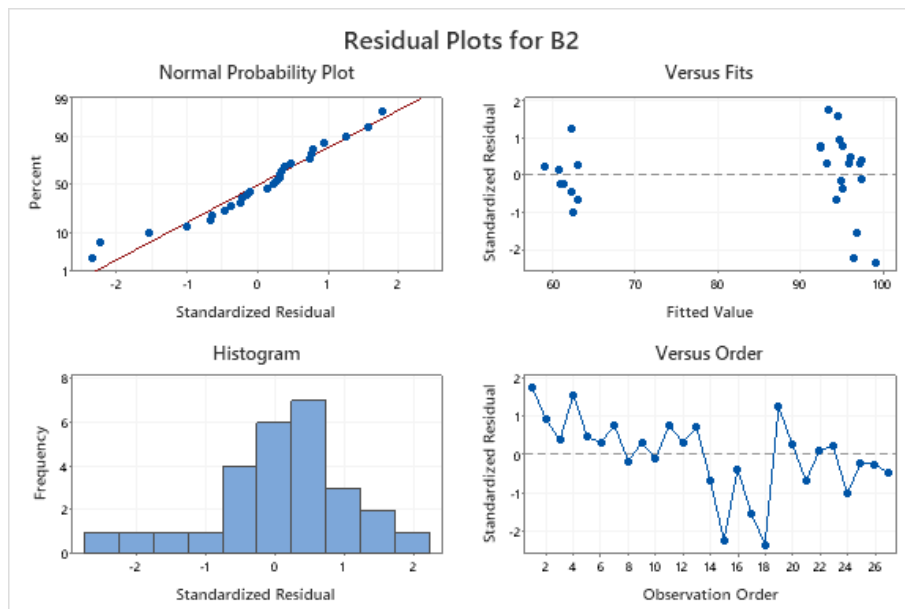 Residual Plots for B2
Normal Probability Plot
Versus Fits
99
90
50
10
1
Percent
-2 -1 0 1 2
Standardized Residual
2
1
0
-1
-2
Standardized Residual
60 70 80 90 100
Fitted Value
Histogram
Versus Order
8
6
4
2
0
Frequency
-2 -1 0 1 2
Standardized Residual
2
1
0
-1
-2
Standardized Residual
2 4 6 8 10 12 14 16 18 20 22 24 26
Observation Order